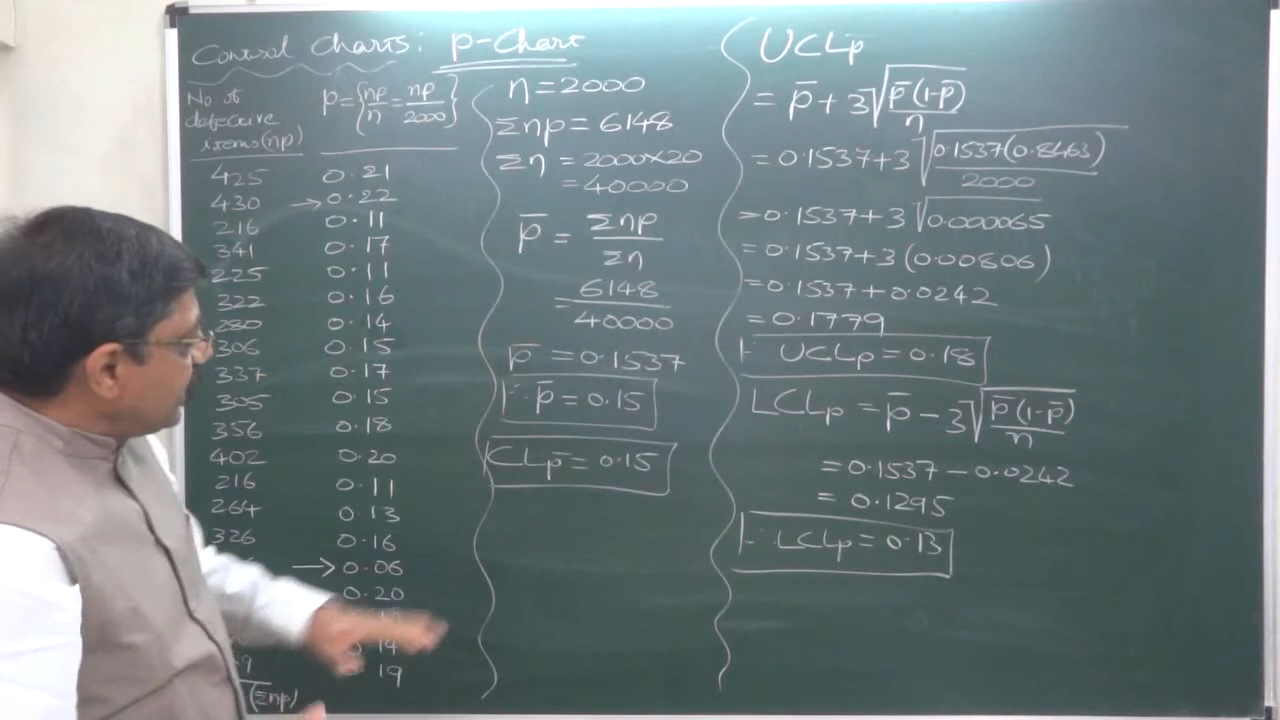 Control Charts: p-Chart
No of defective items (np)
p = {np/n = np/2000}
425 0.21
430 → 0.22
216 0.11
341 0.17
225 0.11
322 0.16
280 0.14
306 0.15
337 0.17
305 0.15
356 0.18
402 0.20
216 0.11
264 0.13
326 0.16
→ 0.06
0.20
14
19
(Σnp)
n = 2000
Σnp = 6148
Σn = 2000×20
= 40000
p̄ = Σnp/Σn
6148/40000
p̄ = 0.1537
∴ p̄ = 0.15
CLp̄ = 0.15
UCLp
= p̄ + 3√(p̄(1-p̄)/n)
= 0.1537+3√(0.1537(0.8463)/2000)
= 0.1537+3√0.000065
= 0.1537+3(0.00806)
= 0.1537+0.0242
= 0.1779
∴ UCLp = 0.18
LCLp = p̄ - 3√(p̄(1-p̄)/n)
= 0.1537 - 0.0242
= 0.1295
∴ LCLp = 0.13